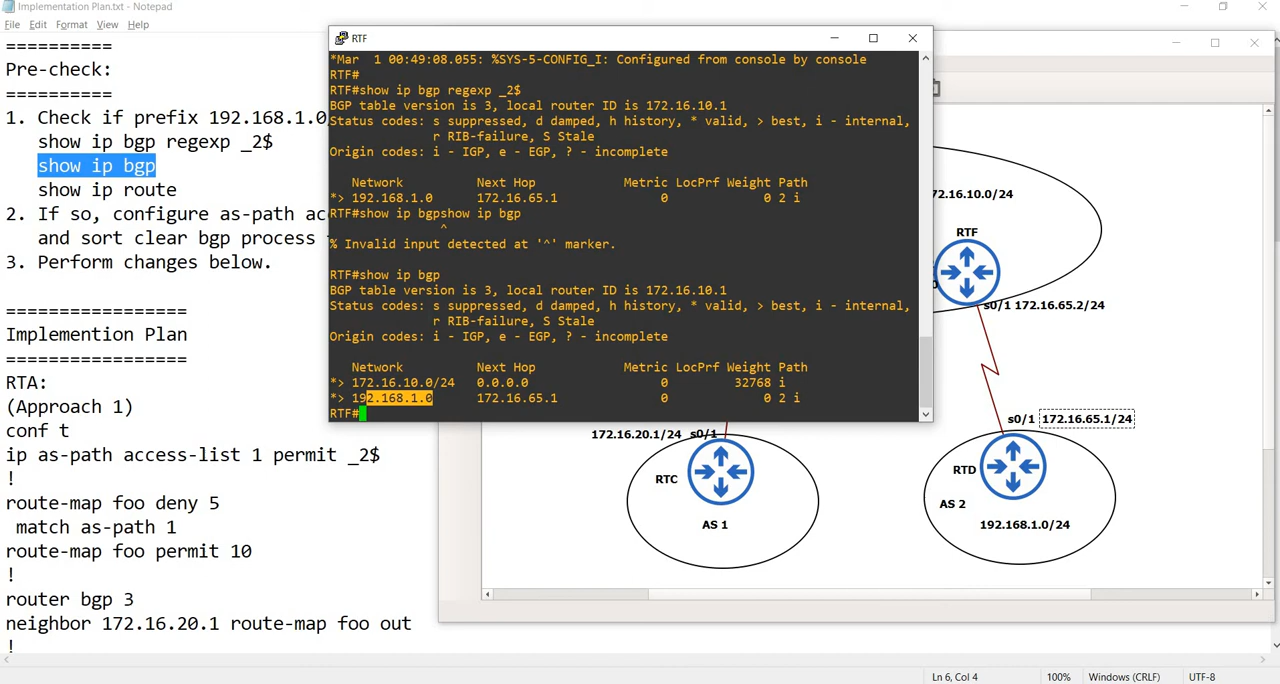 Implementation Plan.txt - Notepad
File Edit Format View Help
==========
Pre-check:
==========
1. Check if prefix 192.168.1.0
show ip bgp regexp _2$
show ip bgp
show ip route
2. If so, configure as-path ac
and sort clear bgp process
3. Perform changes below.
=================
Implemention Plan
=================
RTA:
(Approach 1)
conf t
ip as-path access-list 1 permit _2$
!
route-map foo deny 5
match as-path 1
route-map foo permit 10
!
router bgp 3
neighbor 172.16.20.1 route-map foo out
!
RTF
*Mar  1 00:49:08.055: %SYS-5-CONFIG_I: Configured from console by console
RTF#
RTF#show ip bgp regexp _2$
BGP table version is 3, local router ID is 172.16.10.1
Status codes: s suppressed, d damped, h history, * valid, > best, i - internal,
r RIB-failure, S Stale
Origin codes: i - IGP, e - EGP, ? - incomplete
Network Next Hop Metric LocPrf Weight Path
*> 192.168.1.0 172.16.65.1 0 0 2 i
RTF#show ip bgpshow ip bgp
^
% Invalid input detected at '^' marker.
RTF#show ip bgp
BGP table version is 3, local router ID is 172.16.10.1
Status codes: s suppressed, d damped, h history, * valid, > best, i - internal,
r RIB-failure, S Stale
Origin codes: i - IGP, e - EGP, ? - incomplete
Network Next Hop Metric LocPrf Weight Path
*> 172.16.10.0/24 0.0.0.0 0 32768 i
*> 192.168.1.0 172.16.65.1 0 0 2 i
RTF#
72.16.10.0/24
RTF
s0/1 172.16.65.2/24
s0/1 172.16.65.1/24
172.16.20.1/24 s0/1
RTC
AS 1
RTD
AS 2
192.168.1.0/24
Ln 6, Col 4 100% Windows (CRLF) UTF-8